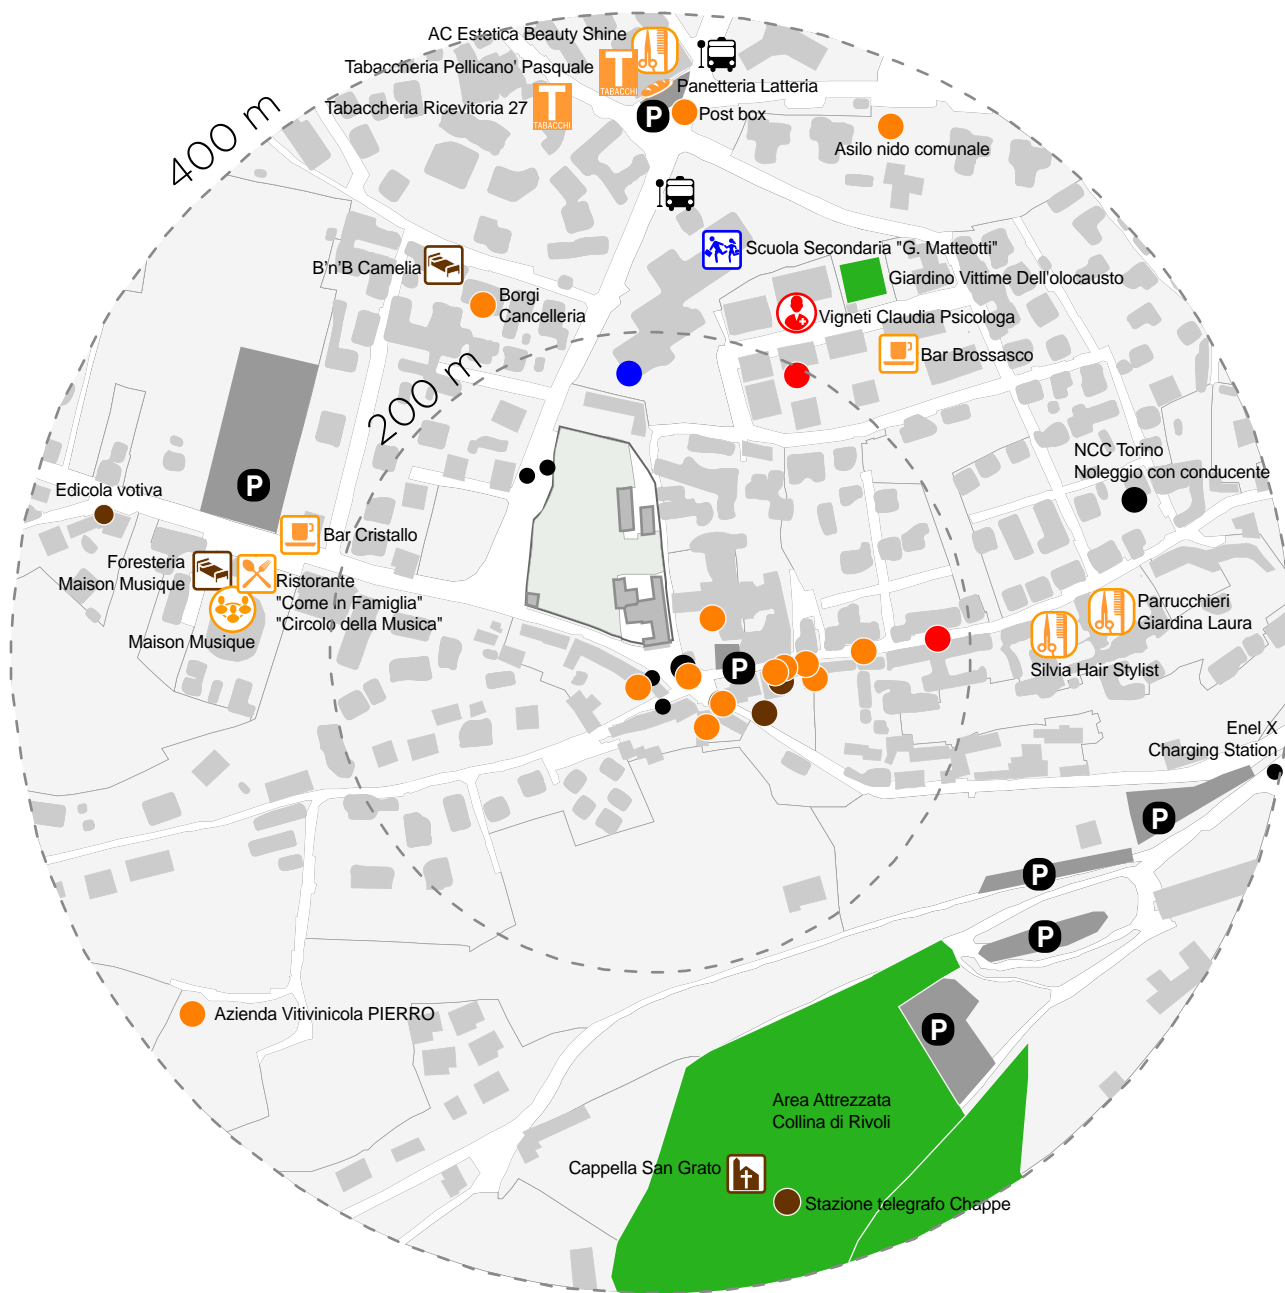 AC Estetica Beauty Shine
Tabaccheria Pellicano' Pasquale
T
TABACCHI
Panetteria Latteria
Tabaccheria Ricevitoria 27
T
TABACCHI
P
Post box
Asilo nido comunale
400 m
Scuola Secondaria "G. Matteotti"
B'n'B Camelia
Giardino Vittime Dell'olocausto
Borgi
Cancelleria
Vigneti Claudia Psicologa
Bar Brossasco
200 m
NCC Torino
Noleggio con conducente
P
Edicola votiva
Bar Cristallo
Foresteria
Maison Musique
Ristorante
"Come in Famiglia"
"Circolo della Musica"
Maison Musique
Parrucchieri
Giardina Laura
Silvia Hair Stylist
P
Enel X
Charging Station
P
P
P
Azienda Vitivinicola PIERRO
P
Area Attrezzata
Collina di Rivoli
Cappella San Grato
Stazione telegrafo Chappe